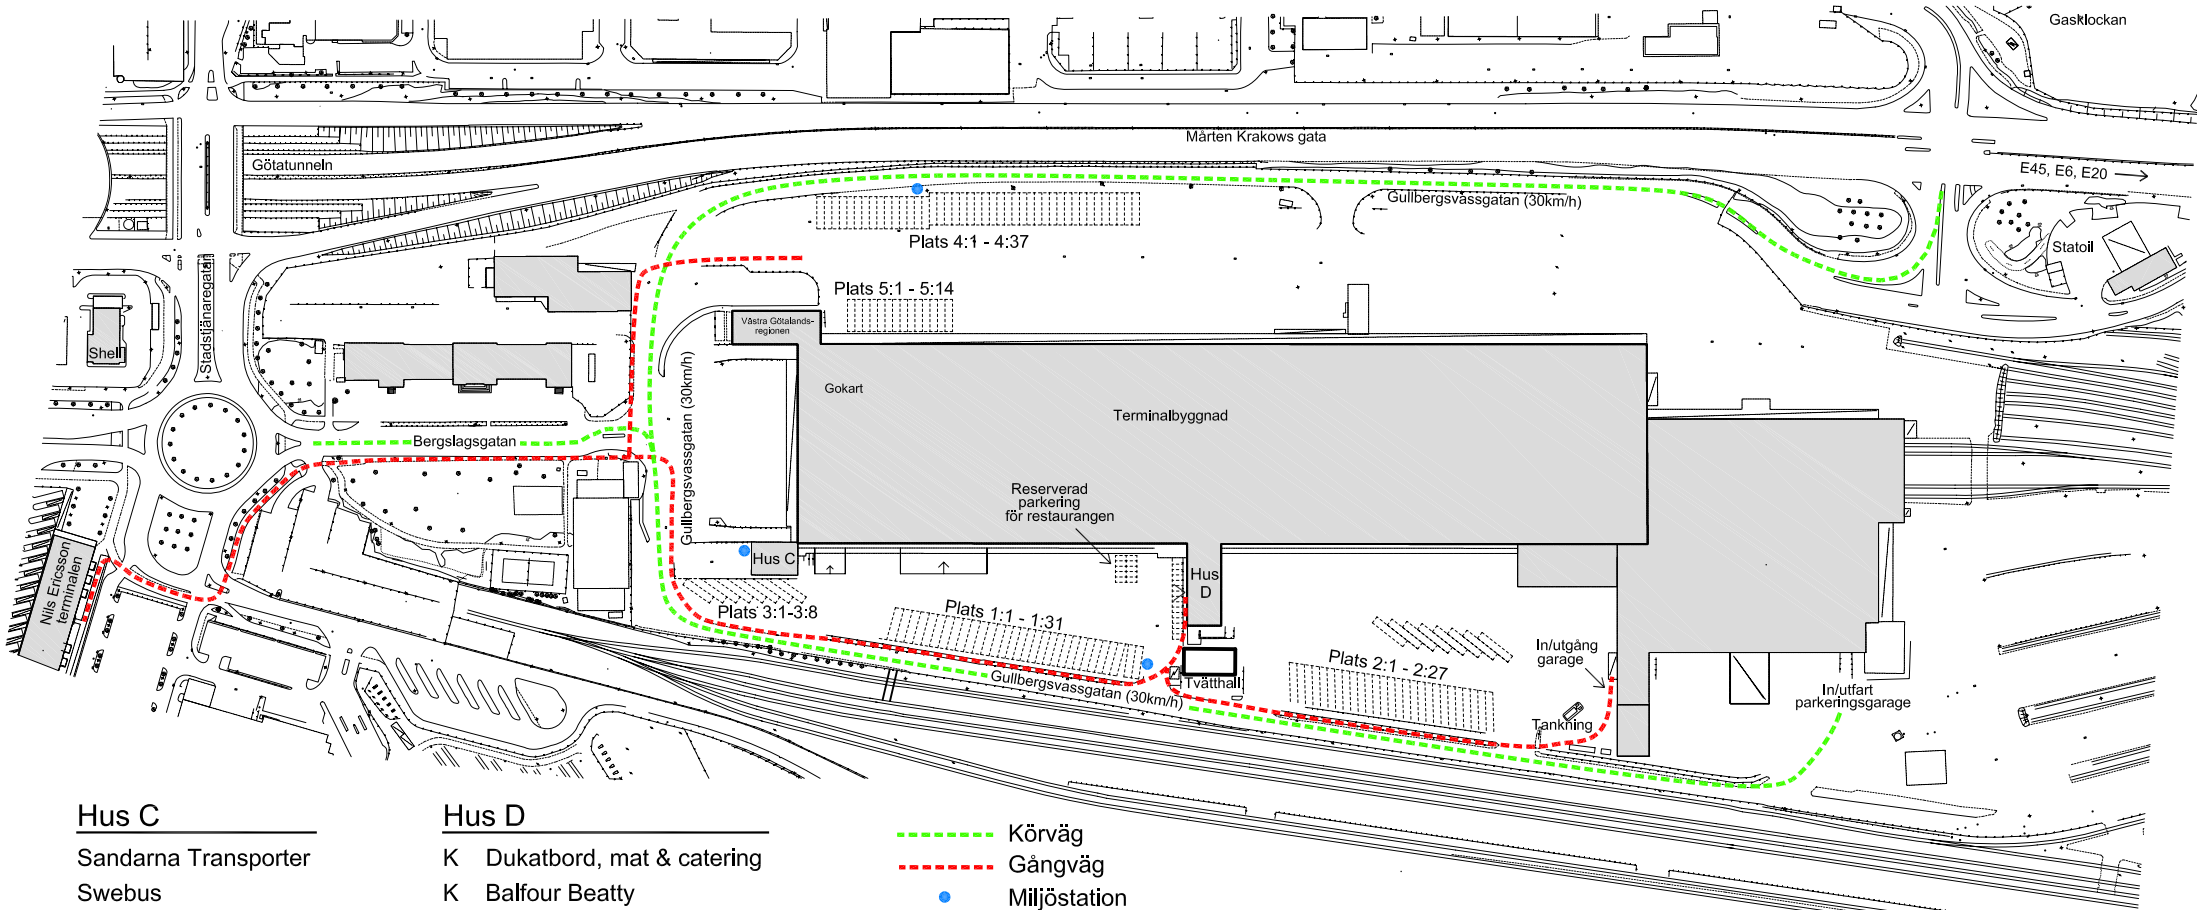 Gasklockan
Mårten Krakows gata
Götatunneln
E45, E6, E20
Gullbergsvassgatan (30km/h)
Plats 4:1 - 4:37
Statoil
Stadstjänaregatan
Plats 5:1 - 5:14
Västra Götalands-
regionen
Shell
Gullbergsvassgatan (30km/h)
Gokart
Terminalbyggnad
Bergslagsgatan
Reserverad
parkering
för restaurangen
Nils Ericsson
terminalen
Hus C
Hus
D
Plats 3:1-3:8
Plats 1:1 - 1:31
In/utgång
garage
Plats 2:1 - 2:27
Gullbergsvassgatan (30km/h)
Tvätthall
In/utfart
parkeringsgarage
Tankning
Hus C
Sandarna Transporter
Swebus
Hus D
K Dukatbord, mat & catering
K Balfour Beatty
Körväg
Gångväg
Miljöstation